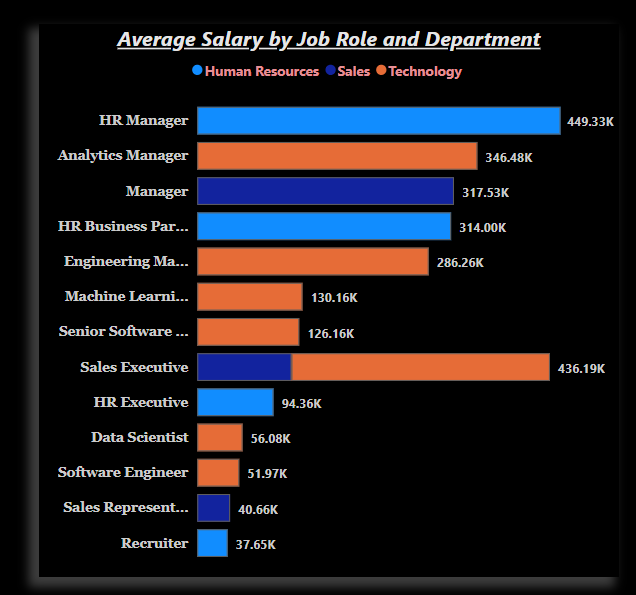 Average Salary by Job Role and Department
Human Resources Sales Technology
HR Manager 449.33K
Analytics Manager 346.48K
Manager 317.53K
HR Business Par... 314.00K
Engineering Ma... 286.26K
Machine Learni... 130.16K
Senior Software ... 126.16K
Sales Executive 436.19K
HR Executive 94.36K
Data Scientist 56.08K
Software Engineer 51.97K
Sales Represent... 40.66K
Recruiter 37.65K